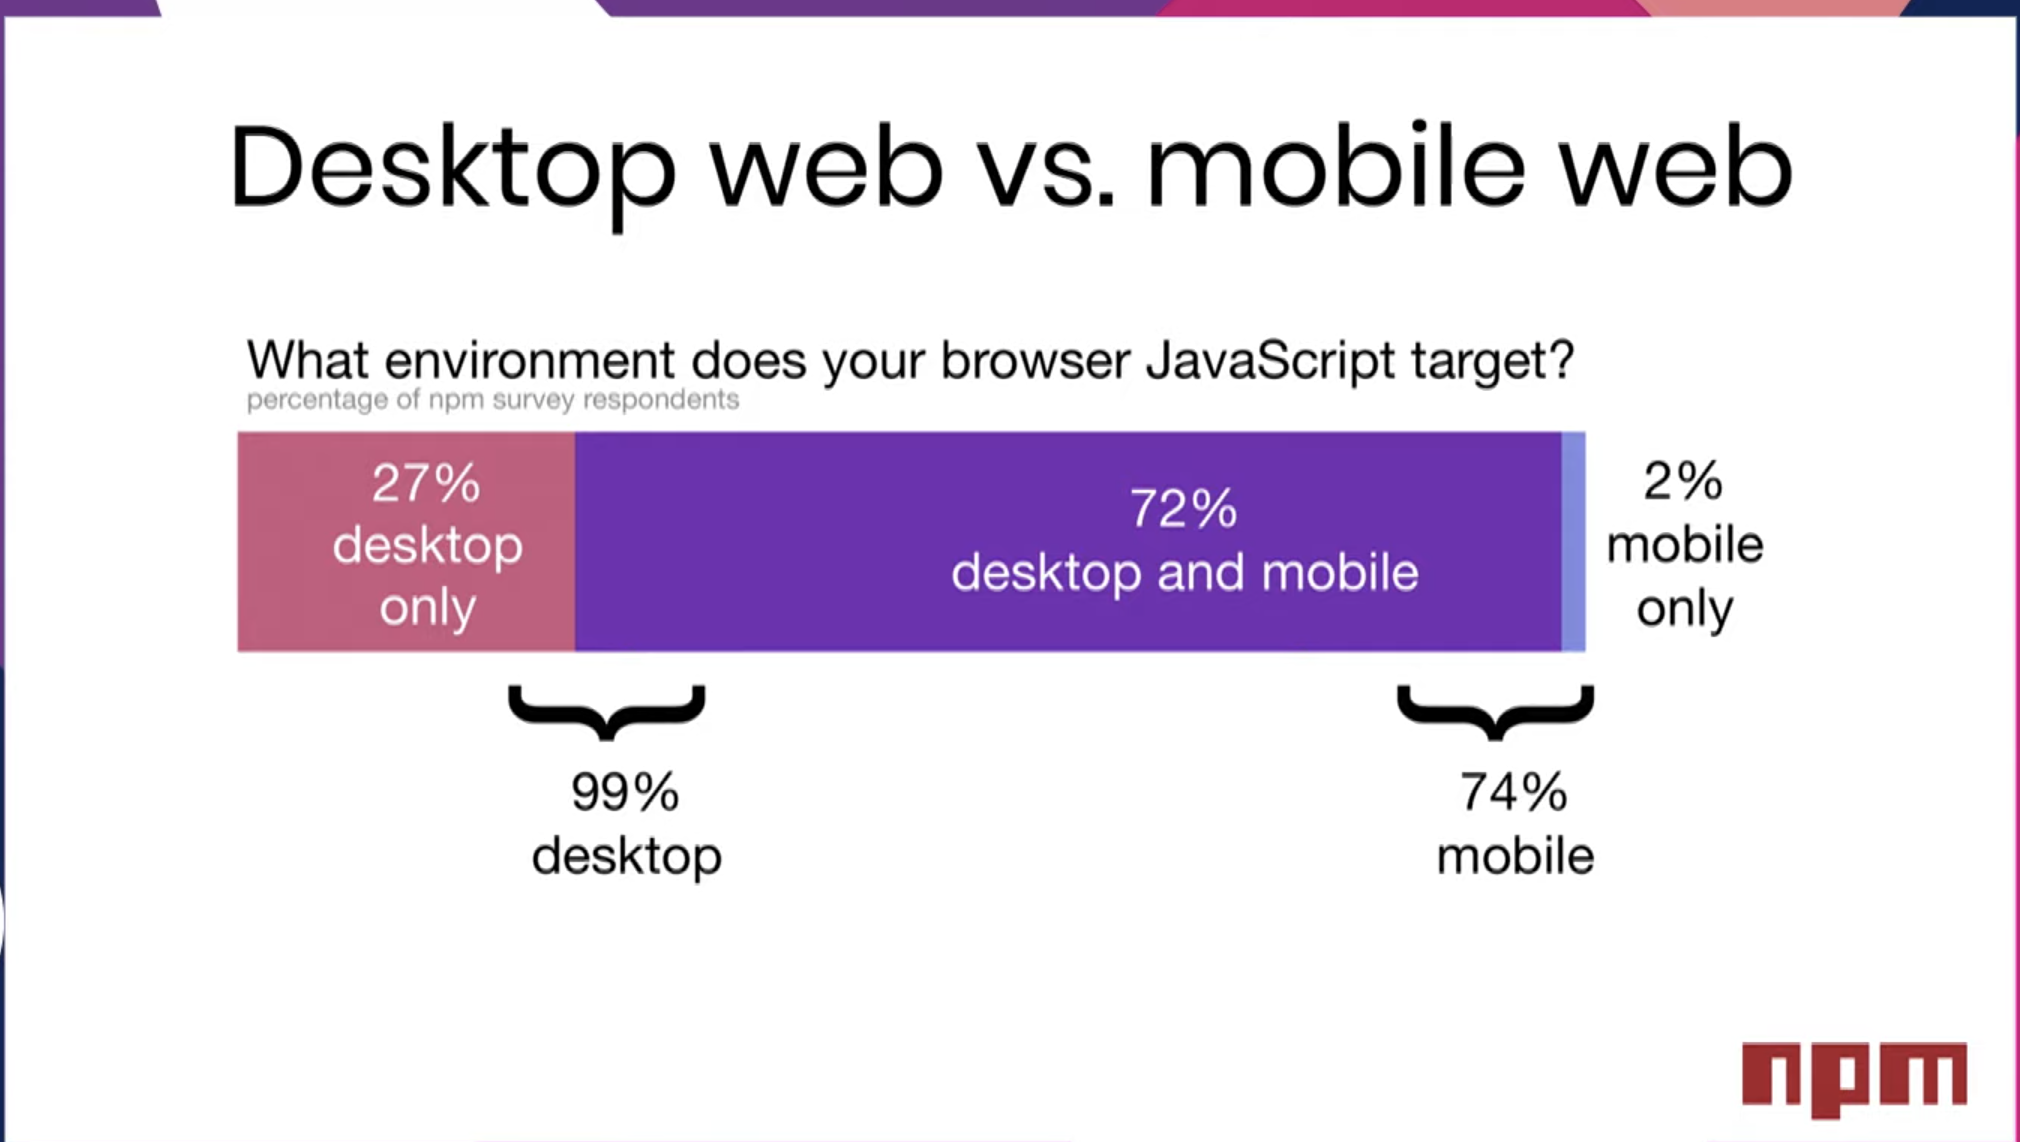 Desktop web vs. mobile web
What environment does your browser JavaScript target?
percentage of npm survey respondents
27%
desktop
only
72%
desktop and mobile
2%
mobile
only
99%
desktop
74%
mobile
npm